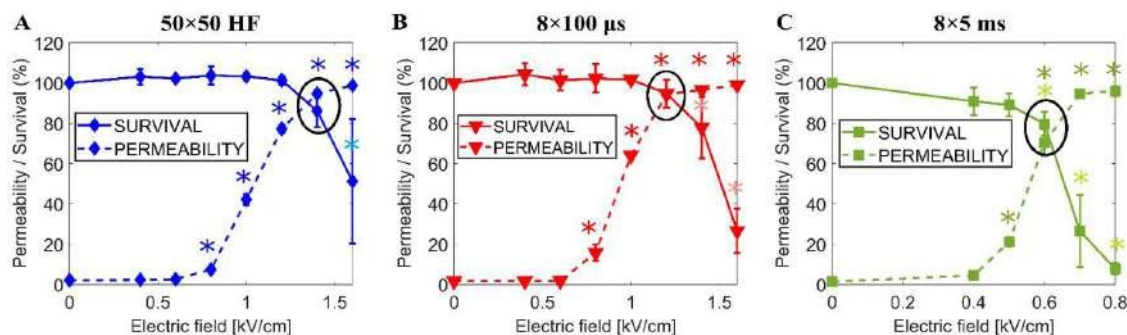 A 50×50 HF
Permeability / Survival (%)
120
100
80
60
40
20
0
SURVIVAL
PERMEABILITY
0 0.5 1 1.5
Electric field [kV/cm]
B 8×100 μs
Permeability / Survival (%)
120
100
80
60
40
20
0
SURVIVAL
PERMEABILITY
0 0.5 1 1.5
Electric field [kV/cm]
C 8×5 ms
Permeability / Survival (%)
120
100
80
60
40
20
0
SURVIVAL
PERMEABILITY
0 0.2 0.4 0.6 0.8
Electric field [kV/cm]